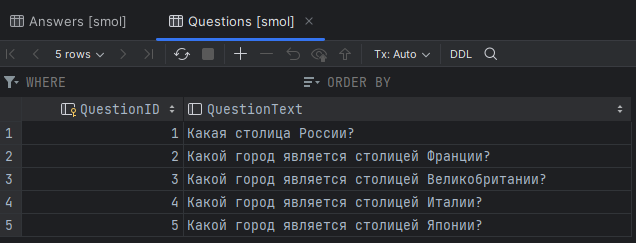 Answers [smol] Questions [smol] ×
5 rows Tx: Auto DDL
WHERE ORDER BY
QuestionID QuestionText
1 1 Какая столица России?
2 2 Какой город является столицей Франции?
3 3 Какой город является столицей Великобритании?
4 4 Какой город является столицей Италии?
5 5 Какой город является столицей Японии?